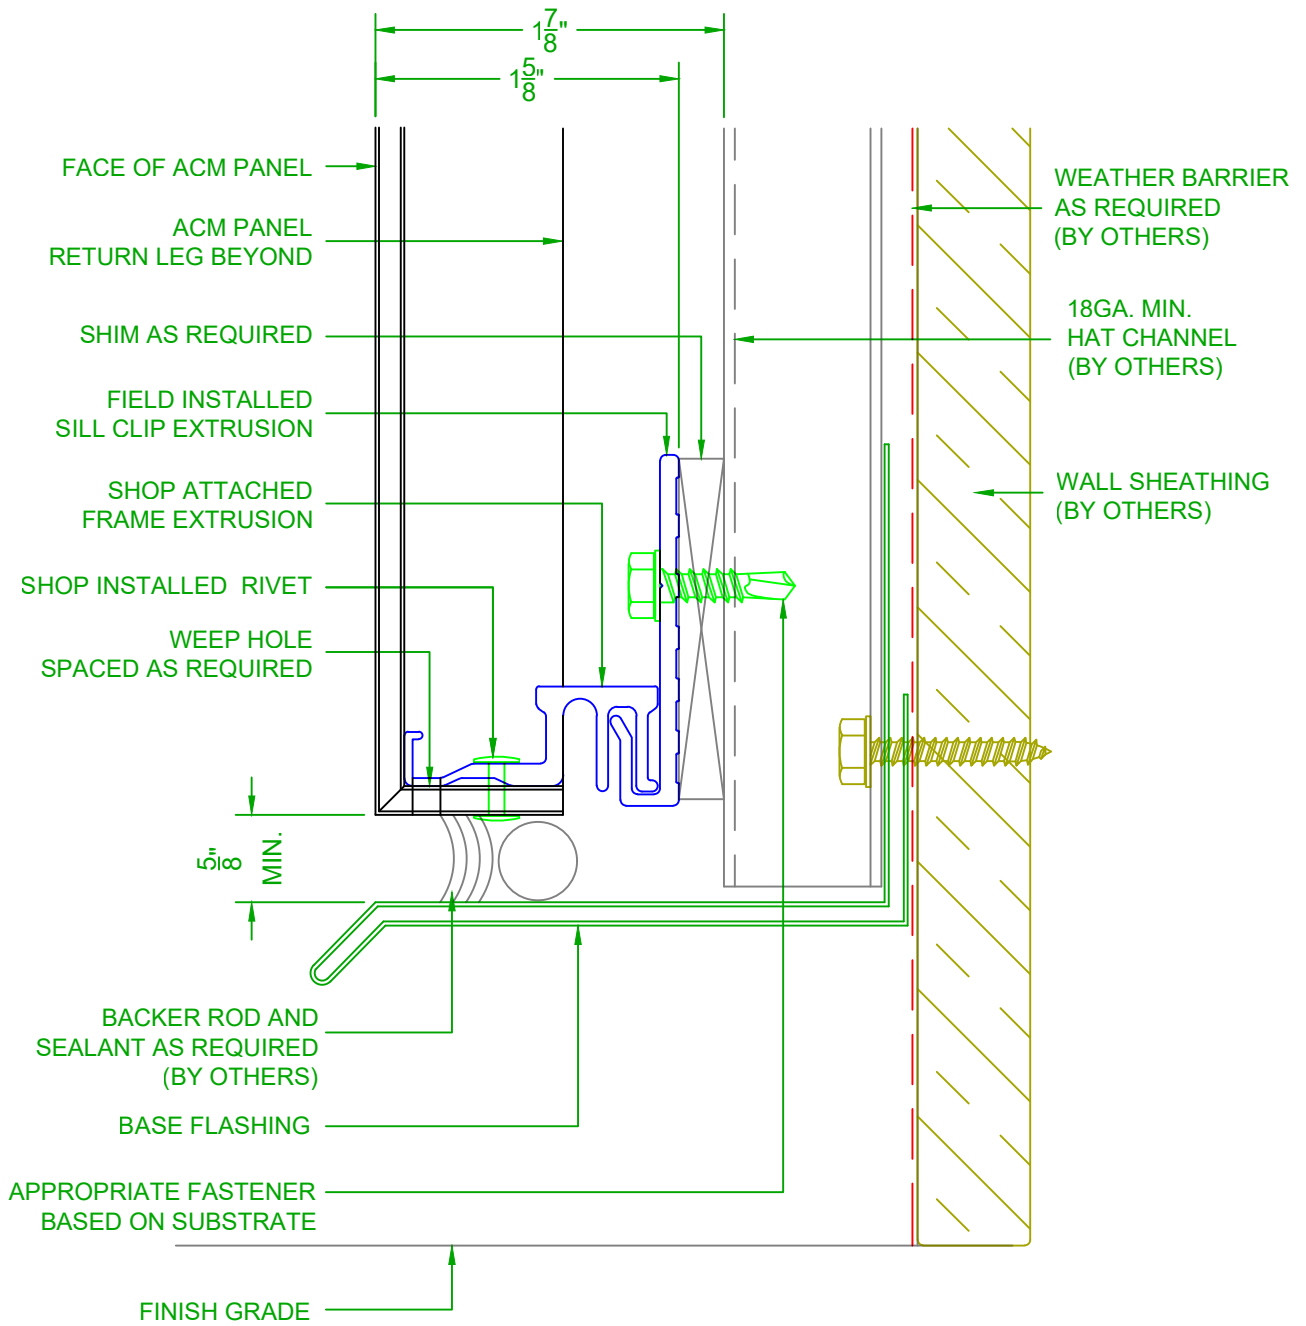 1 7/8"
1 5/8"
FACE OF ACM PANEL
ACM PANEL
RETURN LEG BEYOND
SHIM AS REQUIRED
FIELD INSTALLED
SILL CLIP EXTRUSION
SHOP ATTACHED
FRAME EXTRUSION
SHOP INSTALLED RIVET
WEEP HOLE
SPACED AS REQUIRED
5/8"
MIN.
BACKER ROD AND
SEALANT AS REQUIRED
(BY OTHERS)
BASE FLASHING
APPROPRIATE FASTENER
BASED ON SUBSTRATE
FINISH GRADE
WEATHER BARRIER
AS REQUIRED
(BY OTHERS)
18GA. MIN.
HAT CHANNEL
(BY OTHERS)
WALL SHEATHING
(BY OTHERS)